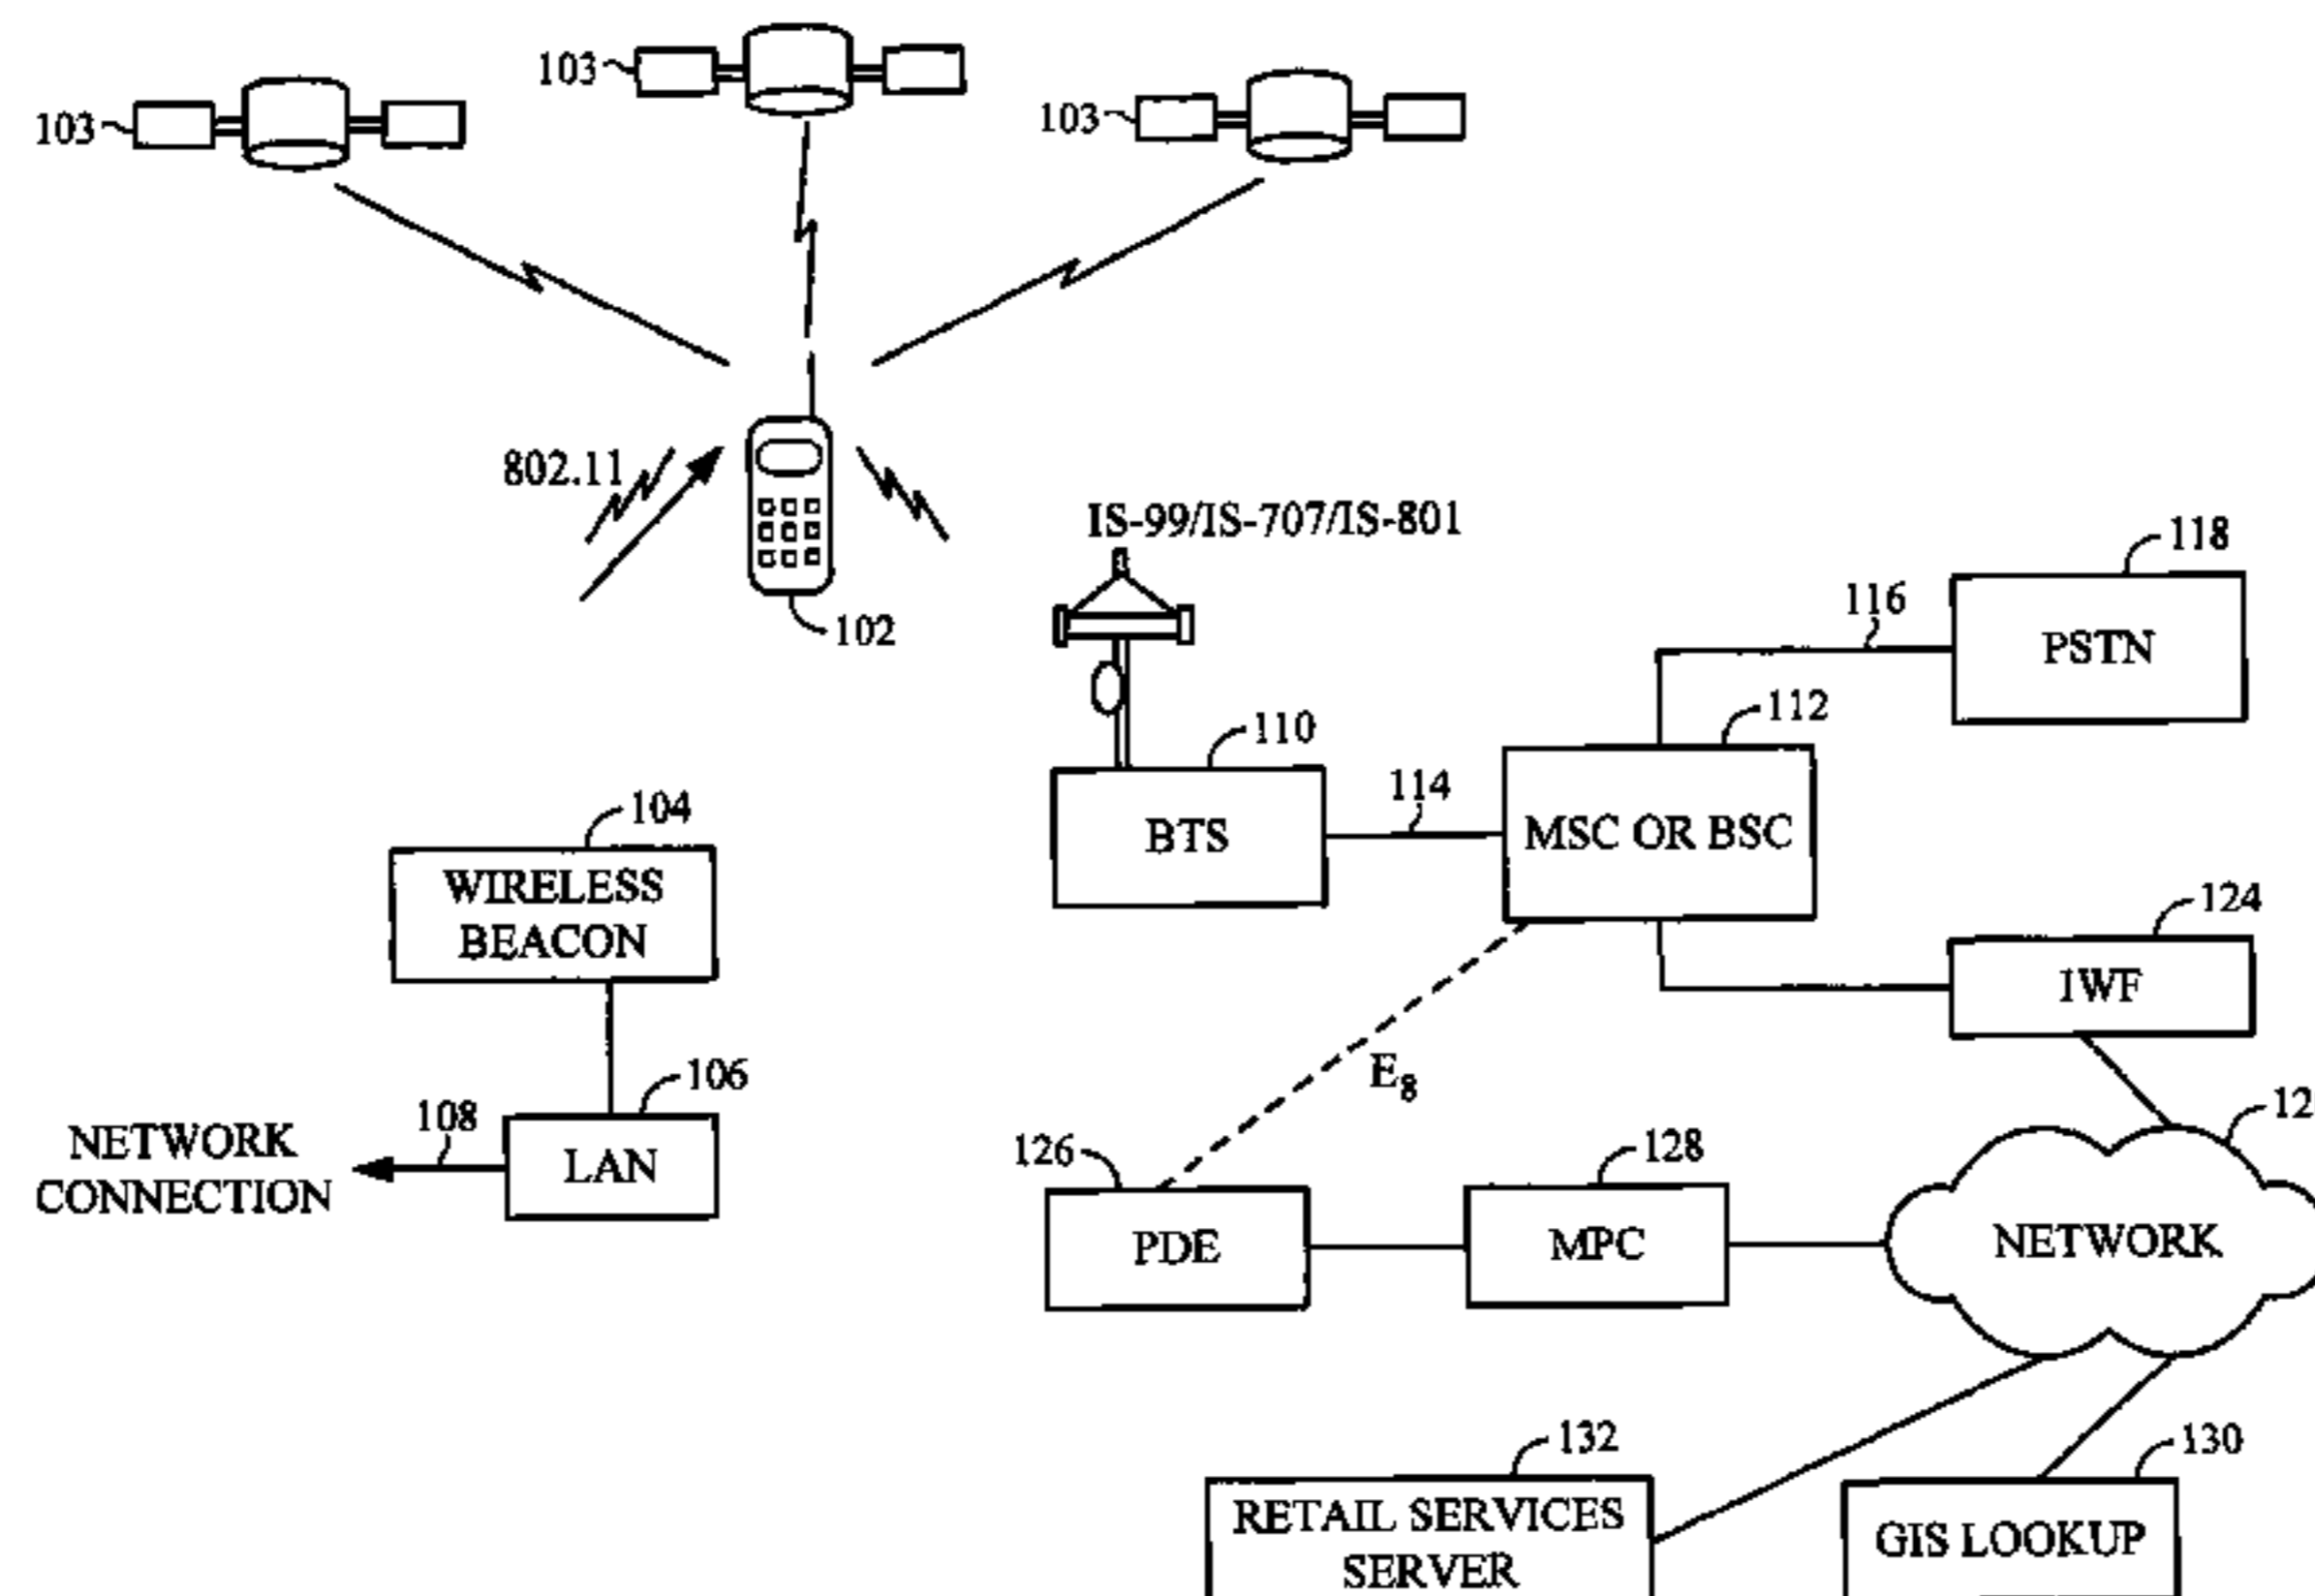 103
103
103
802.11
102
IS-99/IS-707/IS-801
118
116
PSTN
112
110
114
BTS
MSC OR BSC
104
WIRELESS
BEACON
124
IWF
E8
106
108
NETWORK
CONNECTION
LAN
12
126
128
PDE
MPC
NETWORK
132
130
RETAIL SERVICES
SERVER
GIS LOOKUP